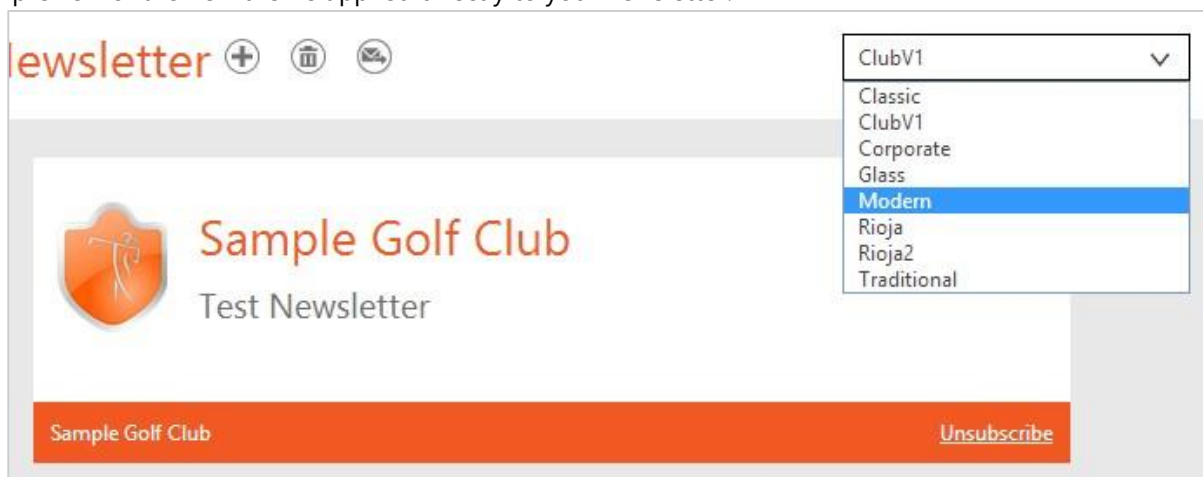 ewsletter
ClubV1
Classic
ClubV1
Corporate
Glass
Modern
Rioja
Rioja2
Traditional
Sample Golf Club
Test Newsletter
Sample Golf Club Unsubscribe